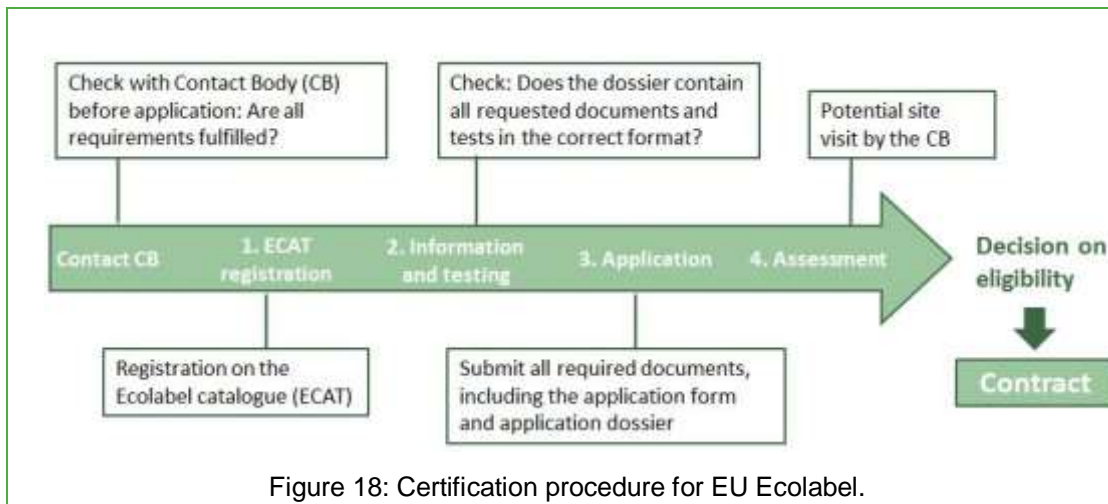 Check with Contact Body (CB)
before application: Are all
requirements fulfilled?
Check: Does the dossier contain
all requested documents and
tests in the correct format?
Potential site
visit by the CB
Contact CB
1. ECAT
registration
2. Information
and testing
3. Application
4. Assessment
Decision on
eligibility
Registration on the
Ecolabel catalogue (ECAT)
Submit all required documents,
including the application form
and application dossier
Contract
Figure 18: Certification procedure for EU Ecolabel.